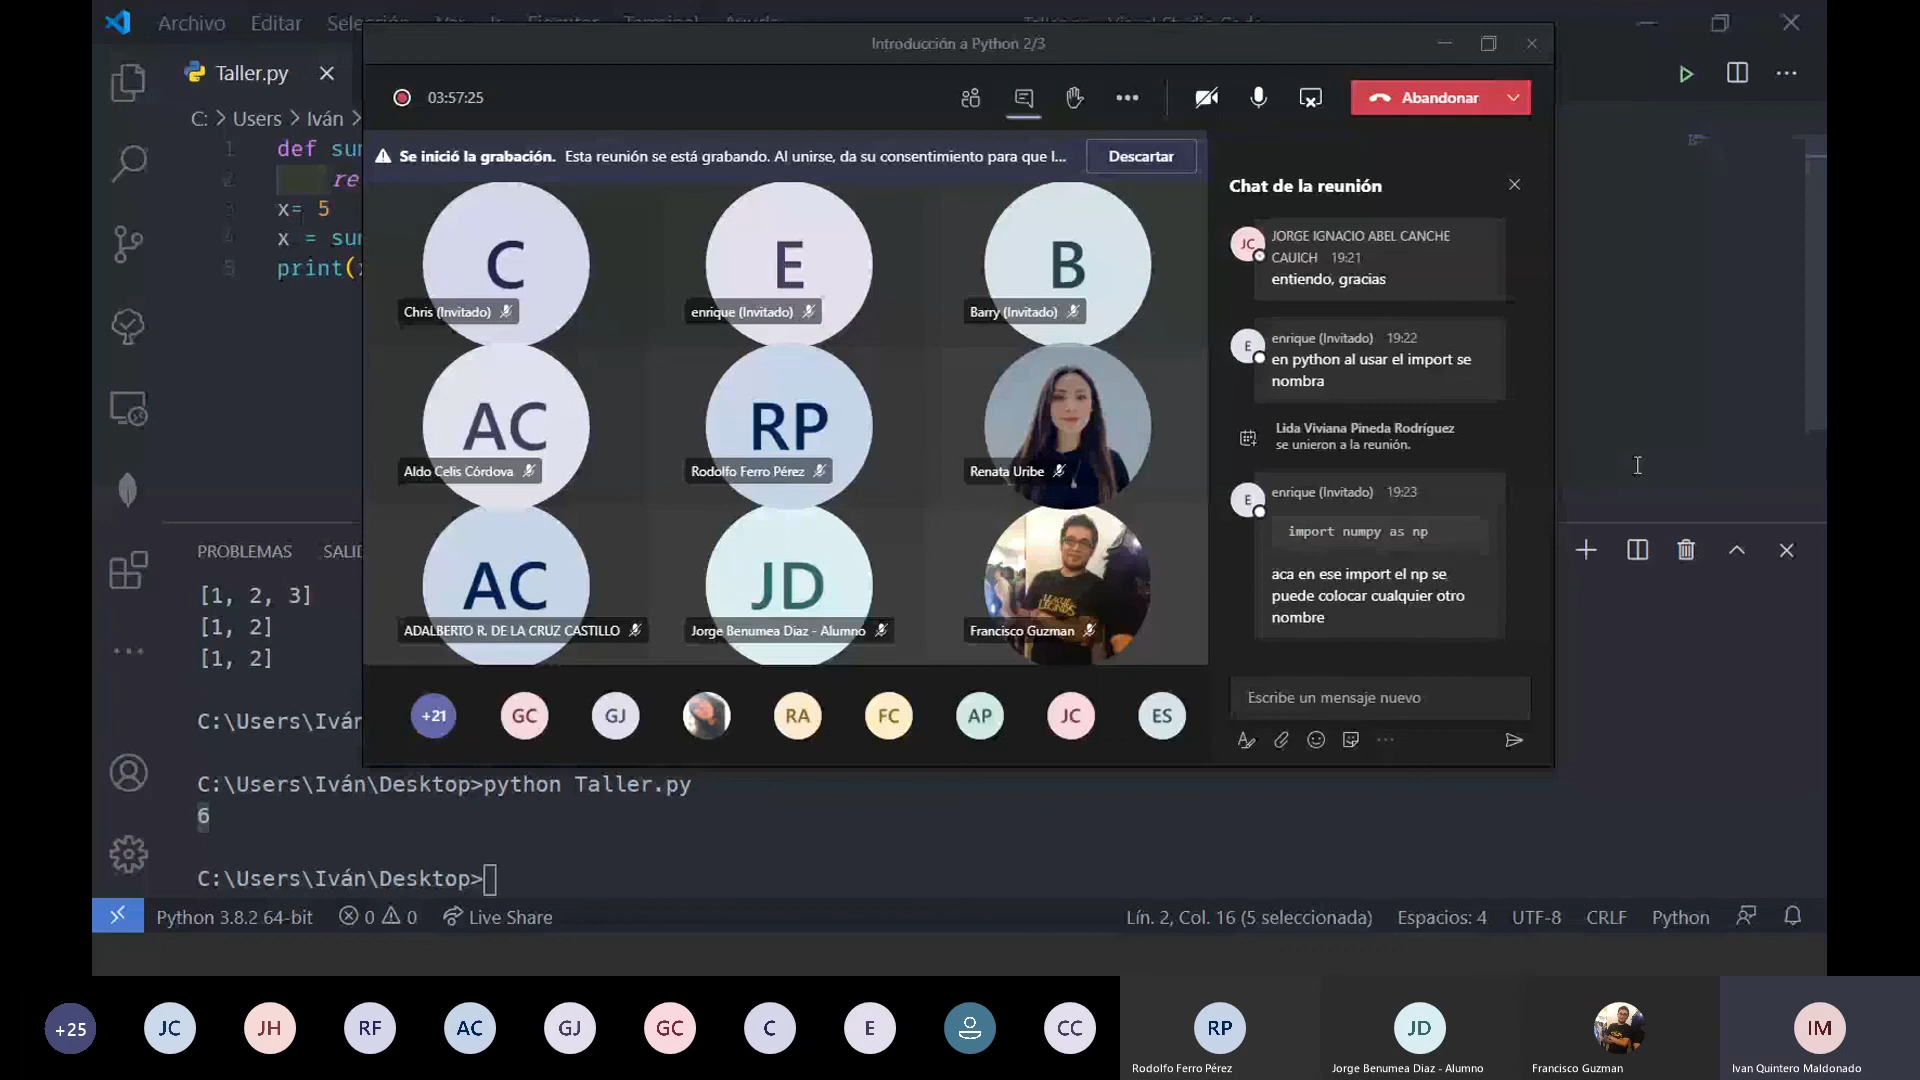 Archivo Editar
Introducción a Python 2/3
Taller.py
03:57:25
Abandonar
C: > Users > Iván >
Se inició la grabación. Esta reunión se está grabando. Al unirse, da su consentimiento para que l...
Descartar
1 def
2 re
3 x= 5
4 x =
5 print(
C
Chris (Invitado)
E
enrique (Invitado)
B
Barry (Invitado)
AC
Aldo Celis Córdova
RP
Rodolfo Ferro Pérez
Renata Uribe
AC
ADALBERTO R. DE LA CRUZ CASTILLO
JD
Jorge Benumea Diaz - Alumno
Francisco Guzman
+21 GC GJ RA FC AP JC ES
Chat de la reunión
JC
JORGE IGNACIO ABEL CANCHE
CAUICH 19:21
entiendo, gracias
E
enrique (Invitado) 19:22
en python al usar el import se
nombra
Lida Viviana Pineda Rodríguez
se unieron a la reunión.
E
enrique (Invitado) 19:23
import numpy as np
aca en ese import el np se
puede colocar cualquier otro
nombre
Escribe un mensaje nuevo
PROBLEMAS SALID
[1, 2, 3]
[1, 2]
[1, 2]
C:\Users\Iván
C:\Users\Iván\Desktop>python Taller.py
6
C:\Users\Iván\Desktop>
Python 3.8.2 64-bit 0 0 Live Share
Lín. 2, Col. 16 (5 seleccionada) Espacios: 4 UTF-8 CRLF Python
+25 JC JH RF AC GJ GC C E CC
RP
Rodolfo Ferro Pérez
JD
Jorge Benumea Diaz - Alumno
Francisco Guzman
IM
Ivan Quintero Maldonado